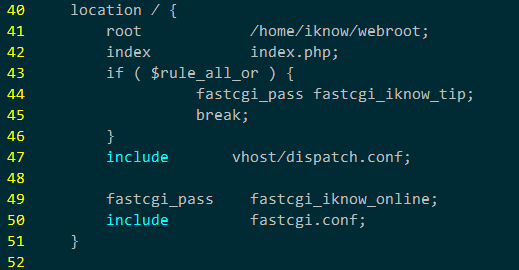 40 location / {
41 root /home/iknow/webroot;
42 index index.php;
43 if ( $rule_all_or ) {
44 fastcgi_pass fastcgi_iknow_tip;
45 break;
46 }
47 include vhost/dispatch.conf;
48
49 fastcgi_pass fastcgi_iknow_online;
50 include fastcgi.conf;
51 }
52